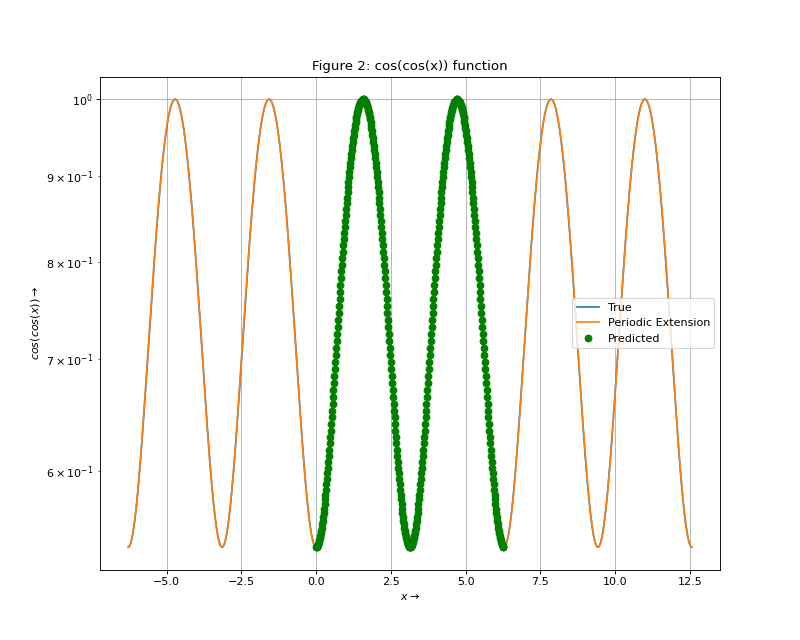 Figure 2: cos(cos(x)) function
10⁰
9 × 10⁻¹
8 × 10⁻¹
7 × 10⁻¹
6 × 10⁻¹
cos(cos(x)) →
True
Periodic Extension
Predicted
−5.0 −2.5 0.0 2.5 5.0 7.5 10.0 12.5
x →